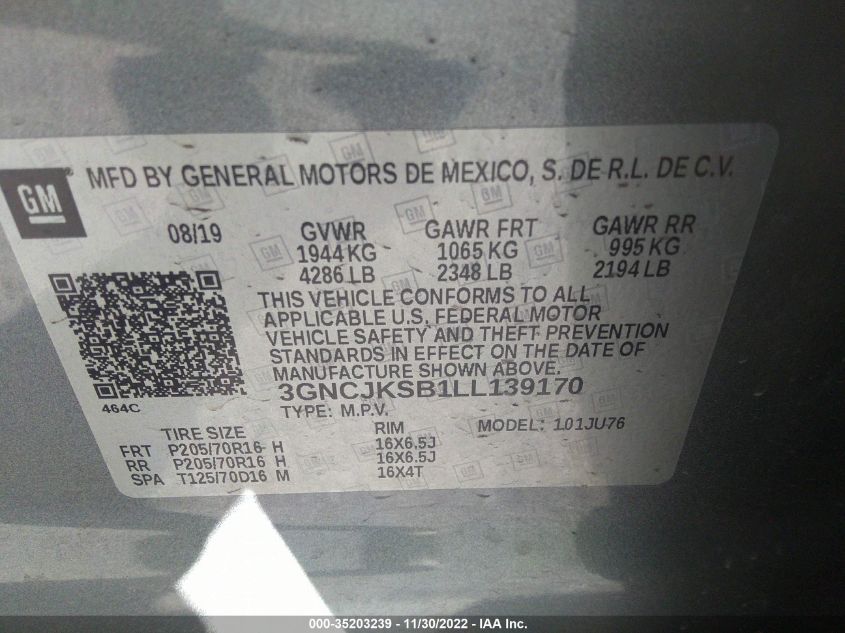 GM
MFD BY GENERAL MOTORS DE MEXICO, S. DE R.L. DE C.V.
08/19 GVWR GAWR FRT GAWR RR
1944 KG 1065 KG 995 KG
4286 LB 2348 LB 2194 LB
THIS VEHICLE CONFORMS TO ALL
APPLICABLE U.S. FEDERAL MOTOR
VEHICLE SAFETY AND THEFT PREVENTION
STANDARDS IN EFFECT ON THE DATE OF
MANUFACTURE SHOWN ABOVE.
464C 3GNCJKSB1LL139170
TYPE: M.P.V.
TIRE SIZE RIM MODEL: 101JU76
FRT P205/70R16 H 16X6.5J
RR P205/70R16 H 16X6.5J
SPA T125/70D16 M 16X4T
000-35203239 - 11/30/2022 - IAA Inc.